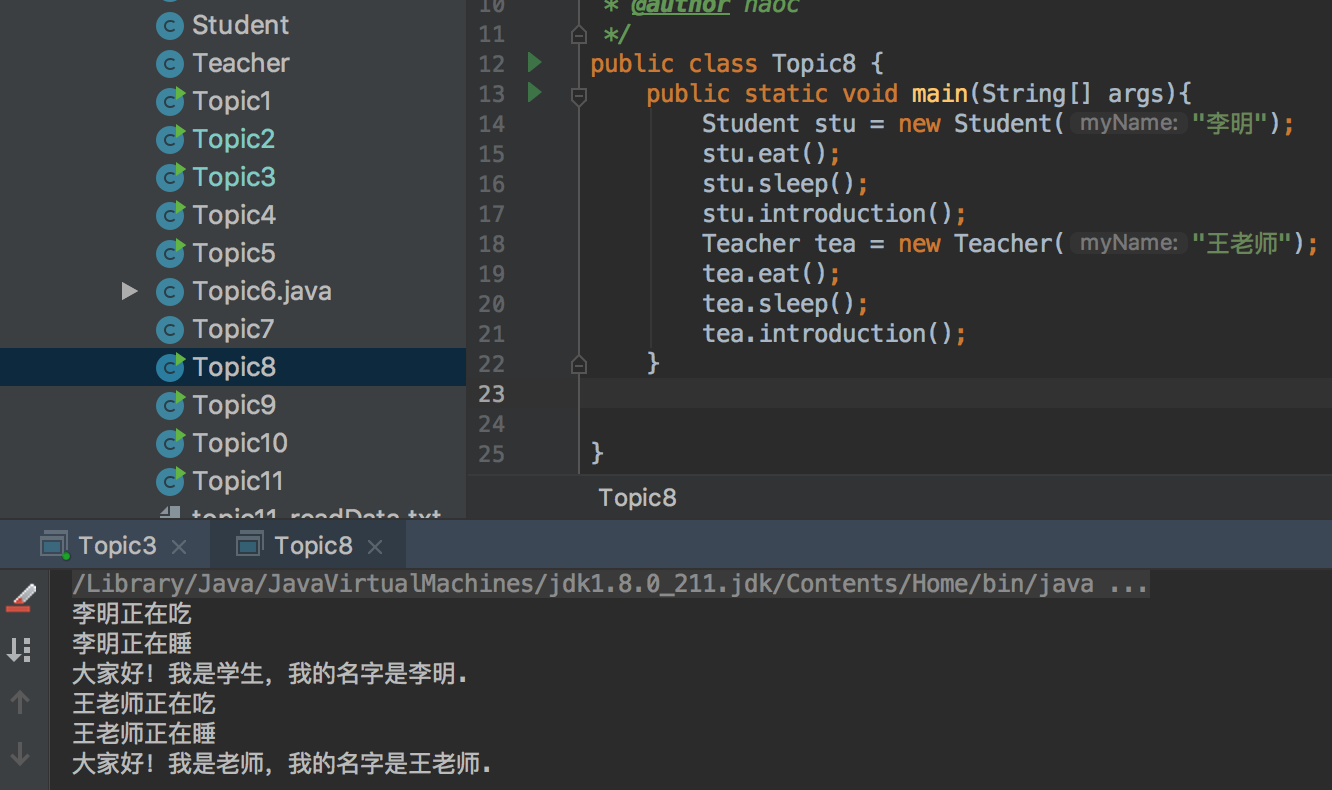 Student
Teacher
Topic1
Topic2
Topic3
Topic4
Topic5
Topic6.java
Topic7
Topic8
Topic9
Topic10
Topic11
topic11_readData.txt
10 * @author haoc
11 */
12 public class Topic8 {
13 public static void main(String[] args){
14 Student stu = new Student( myName: "李明");
15 stu.eat();
16 stu.sleep();
17 stu.introduction();
18 Teacher tea = new Teacher( myName: "王老师");
19 tea.eat();
20 tea.sleep();
21 tea.introduction();
22 }
23
24
25 }
Topic8
Topic3 Topic8
/Library/Java/JavaVirtualMachines/jdk1.8.0_211.jdk/Contents/Home/bin/java ...
李明正在吃
李明正在睡
大家好！我是学生，我的名字是李明.
王老师正在吃
王老师正在睡
大家好！我是老师，我的名字是王老师.